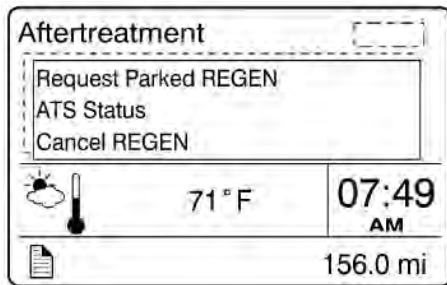 Aftertreatment
Request Parked REGEN
ATS Status
Cancel REGEN
71°F
07:49
AM
156.0 mi